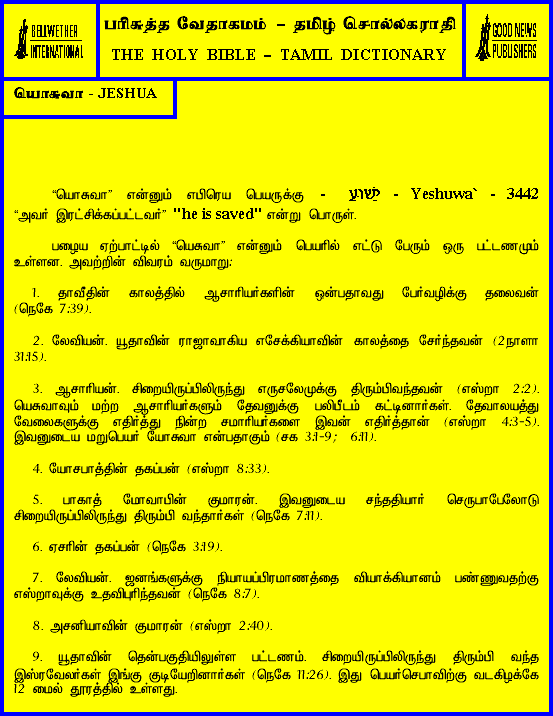 BELLWETHER
INTERNATIONAL
பரிசுத்த வேதாகமம் – தமிழ் சொல்லகராதி
THE HOLY BIBLE – TAMIL DICTIONARY
GOOD NEWS
PUBLISHERS
யொசுவா - JESHUA
“யொசுவா” என்னும் எபிரெய பெயருக்கு - יֵשׁוּעַ - Yeshuwa` - 3442
“அவர் இரட்சிக்கப்பட்டவர்” "he is saved" என்று பொருள்.
பழைய ஏற்பாட்டில் “யெசுவா” என்னும் பெயரில் எட்டு பேரும் ஒரு பட்டணமும்
உள்ளன. அவற்றின் விவரம் வருமாறு:
1. தாவீதின் காலத்தில் ஆசாரியர்களின் ஒன்பதாவது பேர்வழிக்கு தலைவன்
(நெகே 7:39).
2. லேவியன். யூதாவின் ராஜாவாகிய எசேக்கியாவின் காலத்தை சேர்ந்தவன் (2நாளா
31:15).
3. ஆசாரியன். சிறையிருப்பிலிருந்து எருசலேமுக்கு திரும்பிவந்தவன் (எஸ்றா 2:2).
யெசுவாவும் மற்ற ஆசாரியர்களும் தேவனுக்கு பலிபீடம் கட்டினார்கள். தேவாலயத்து
வேலைகளுக்கு எதிர்த்து நின்ற சமாரியர்களை இவன் எதிர்த்தான் (எஸ்றா 4:3-5).
இவனுடைய மறுபெயர் யோசுவா என்பதாகும் (சக 3:1-9; 6:11).
4. யோசபாத்தின் தகப்பன் (எஸ்றா 8:33).
5. பாகாத் மோவாபின் குமாரன். இவனுடைய சந்ததியார் செருபாபேலோடு
சிறையிருப்பிலிருந்து திரும்பி வந்தார்கள் (நெகே 7:11).
6. ஏசரின் தகப்பன் (நெகே 3:19).
7. லேவியன். ஜனங்களுக்கு நியாயப்பிரமாணத்தை வியாக்கியானம் பண்ணுவதற்கு
எஸ்றாவுக்கு உதவிபுரிந்தவன் (நெகே 8:7).
8. அசனியாவின் குமாரன் (எஸ்றா 2:40).
9. யூதாவின் தென்பகுதியிலுள்ள பட்டணம். சிறையிருப்பிலிருந்து திரும்பி வந்த
இஸ்ரவேலர்கள் இங்கு குடியேறினார்கள் (நெகே 11:26). இது பெயர்செபாவிற்கு வடகிழக்கே
12 மைல் தூரத்தில் உள்ளது.